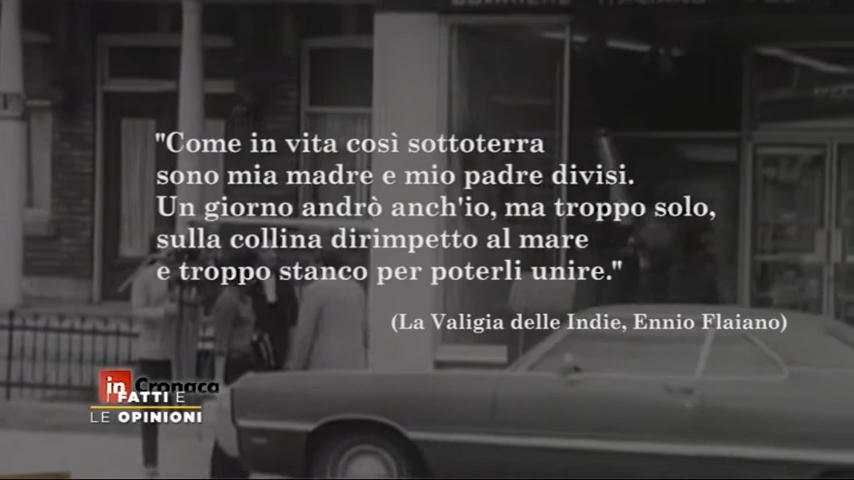 "Come in vita così sottoterra
sono mia madre e mio padre divisi.
Un giorno andrò anch'io, ma troppo solo,
sulla collina dirimpetto al mare
e troppo stanco per poterli unire."
(La Valigia delle Indie, Ennio Flaiano)
in Cronaca
FATTI E
LE OPINIONI